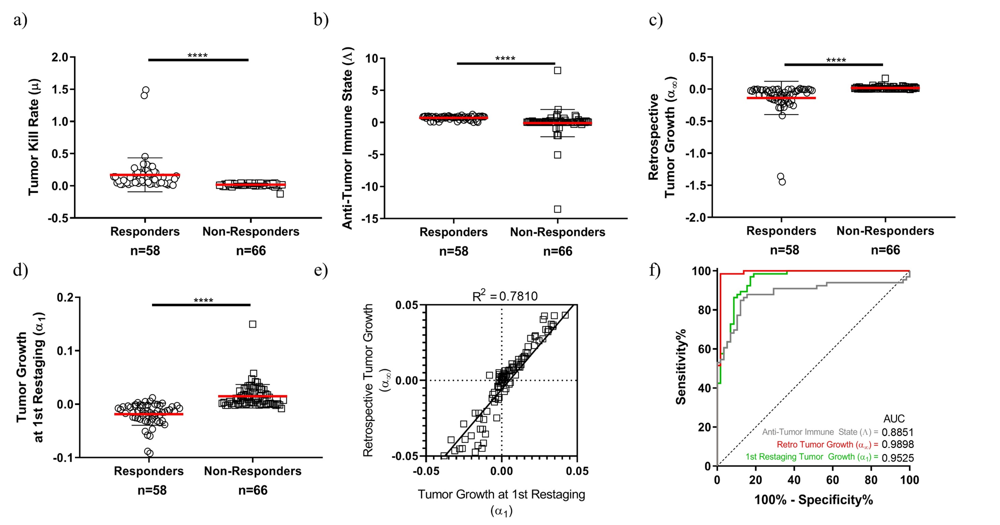 a)
Tumor Kill Rate (μ)
2.0
1.5
1.0
0.5
0.0
-0.5
****
Responders
n=58
Non-Responders
n=66
b)
Anti-Tumor Immune State (Λ)
10
5
0
-5
-10
-15
****
Responders
n=58
Non-Responders
n=66
c)
Retrospective
Tumor Growth (α∞)
0.5
0.0
-0.5
-1.0
-1.5
-2.0
****
Responders
n=58
Non-Responders
n=66
d)
Tumor Growth
at 1st Restaging (α1)
0.2
0.1
0.0
-0.1
****
Responders
n=58
Non-Responders
n=66
e)
R2 = 0.7810
Retrospective Tumor Growth
(α∞)
0.05
0.00
-0.05
-0.05
0.00
0.05
Tumor Growth at 1st Restaging
(α1)
f)
Sensitivity%
100
80
60
40
20
0
AUC
Anti-Tumor Immune State (Λ) = 0.8851
Retro Tumor Growth (α∞) = 0.9898
1st Restaging Tumor Growth (α1) = 0.9525
0
20
40
60
80
100
100% - Specificity%